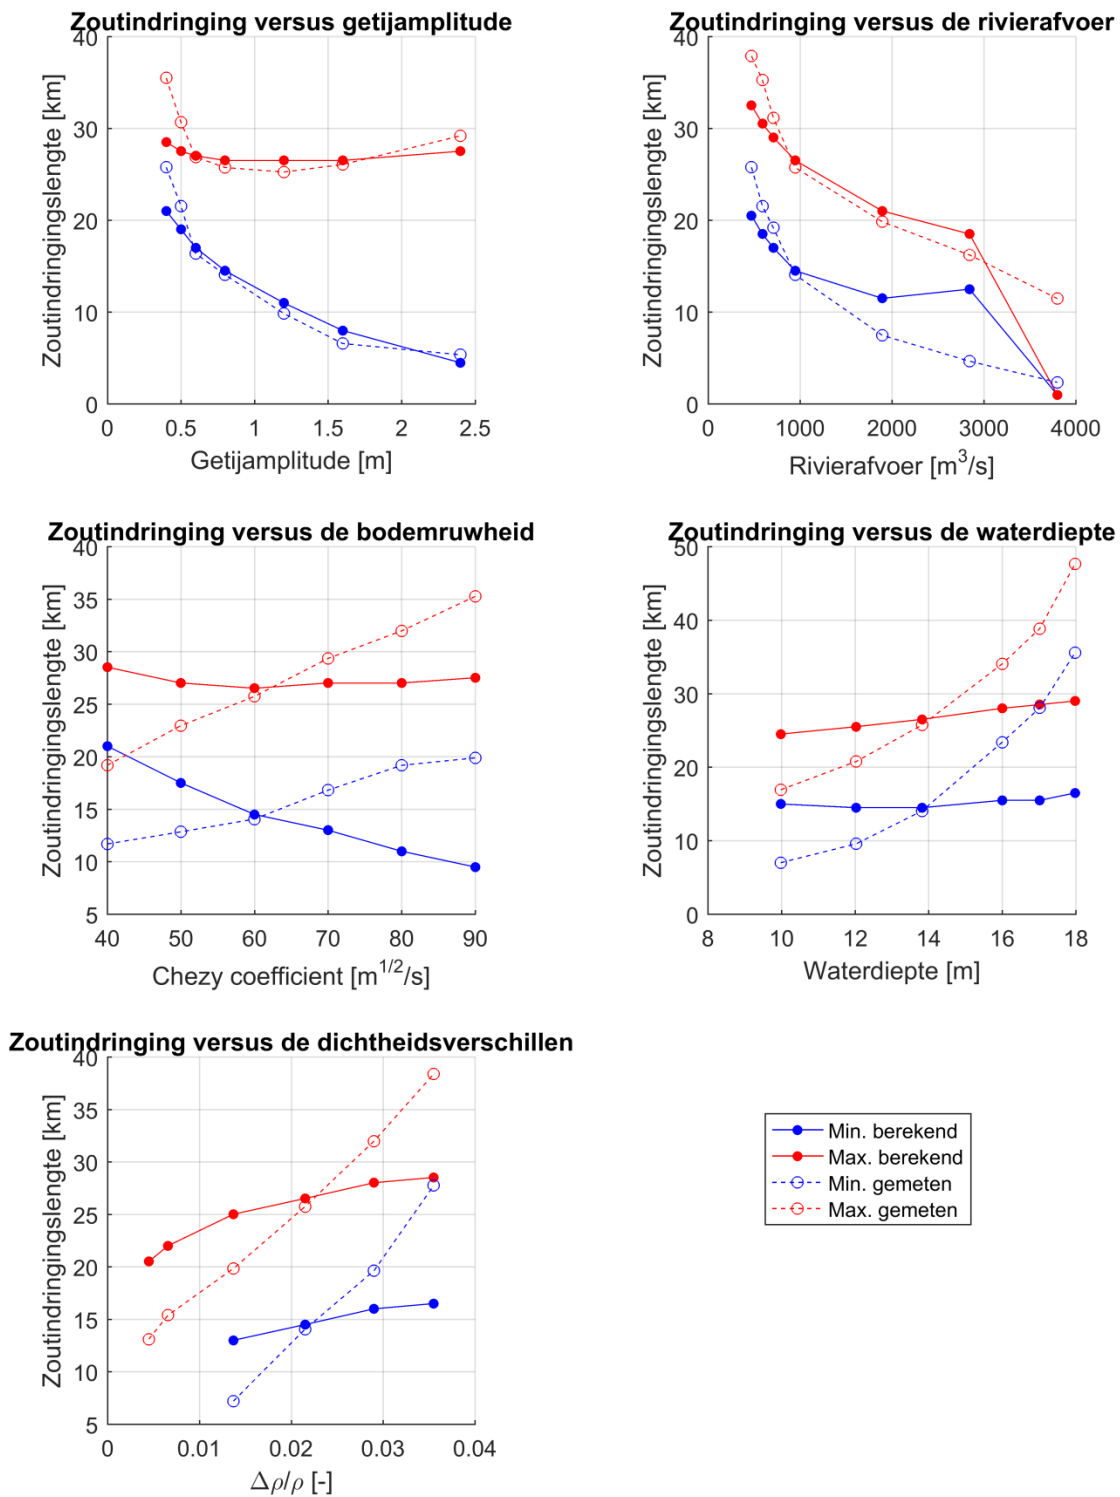 Zoutindringing versus getijamplitude
Zoutindringingslengte [km]
40
30
20
10
0
0 0.5 1 1.5 2 2.5
Getijamplitude [m]
Zoutindringing versus de rivierafvoer
Zoutindringingslengte [km]
40
30
20
10
0
0 1000 2000 3000 4000
Rivierafvoer [m³/s]
Zoutindringing versus de bodemruwheid
Zoutindringingslengte [km]
40
35
30
25
20
15
10
5
40 50 60 70 80 90
Chezy coefficient [m^1/2/s]
Zoutindringing versus de waterdiepte
Zoutindringingslengte [km]
50
40
30
20
10
0
8 10 12 14 16 18
Waterdiepte [m]
Zoutindringing versus de dichtheidsverschillen
Zoutindringingslengte [km]
40
35
30
25
20
15
10
5
0 0.01 0.02 0.03 0.04
Δρ/ρ [-]
Min. berekend
Max. berekend
Min. gemeten
Max. gemeten